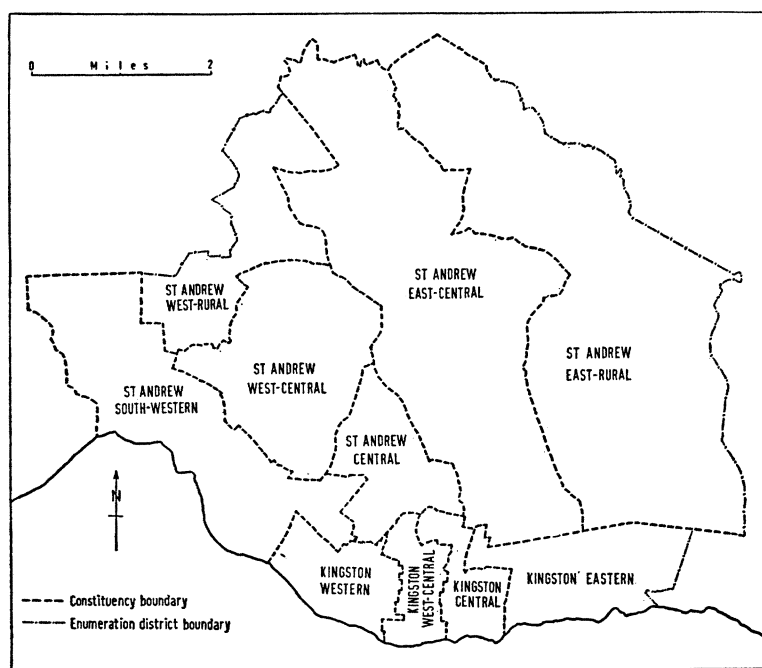 0 Miles 2
ST ANDREW
WEST-RURAL
ST ANDREW
EAST-CENTRAL
ST ANDREW
WEST-CENTRAL
ST ANDREW
EAST-RURAL
ST ANDREW
SOUTH-WESTERN
ST ANDREW
CENTRAL
N
KINGSTON
WESTERN
KINGSTON
WEST-CENTRAL
KINGSTON
CENTRAL
KINGSTON EASTERN
Constituency boundary
Enumeration district boundary